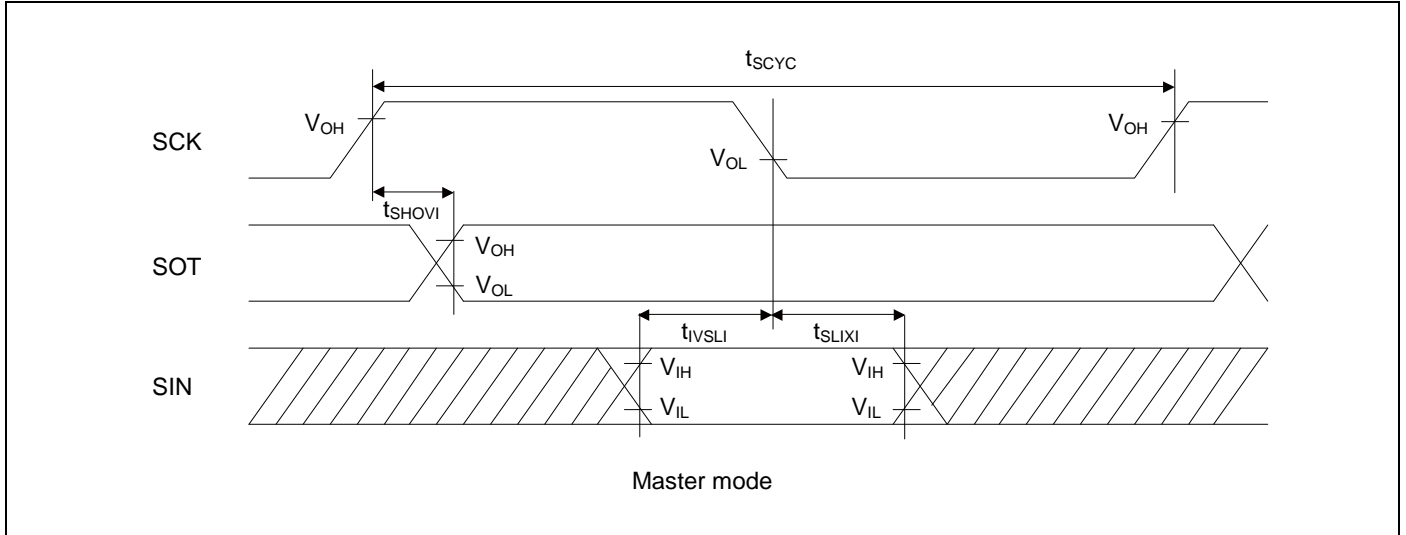 tSCYC
SCK
VOH
VOL
VOH
tSHOVI
SOT
VOH
VOL
tIVSLI
tSLIXI
SIN
VIH
VIH
VIL
VIL
Master mode